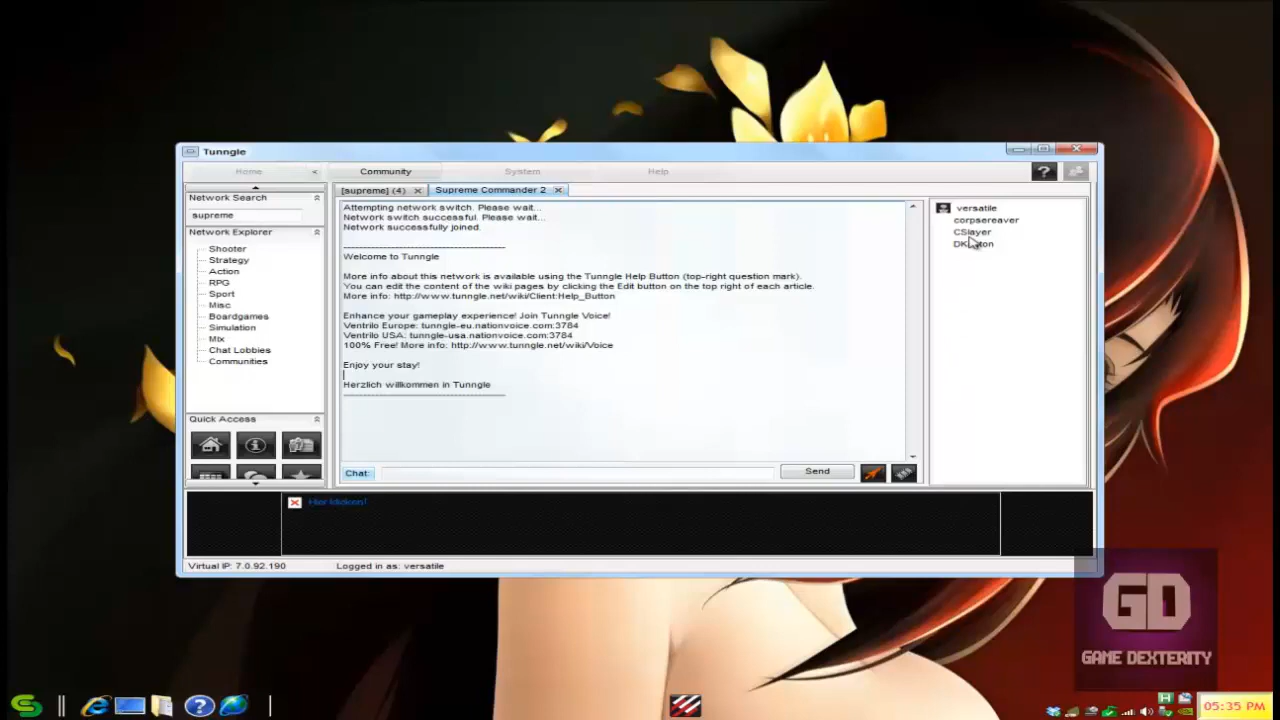 Tunngle
Home < Community System Help
Network Search
supreme
Network Explorer
Shooter
Strategy
Action
RPG
Sport
Misc
Boardgames
Simulation
Mix
Chat Lobbies
Communities
Quick Access
[supreme] (4)
Supreme Commander 2
Attempting network switch. Please wait...
Network switch successful. Please wait...
Network successfully joined.
Welcome to Tunngle
More info about this network is available using the Tunngle Help Button (top-right question mark).
You can edit the content of the wiki pages by clicking the Edit button on the top right of each article.
More info: http://www.tunngle.net/wiki/Client:Help_Button
Enhance your gameplay experience! Join Tunngle Voice!
Ventrilo Europe: tunngle-eu.nationvoice.com:3784
Ventrilo USA: tunngle-usa.nationvoice.com:3784
100% Free! More info: http://www.tunngle.net/wiki/Voice
Enjoy your stay!
Herzlich willkommen in Tunngle
Chat:
Send
versatile
corpsereaver
CSlayer
Hier klicken!
Virtual IP: 7.0.92.190
Logged in as: versatile
GD
GAME DEXTERITY
05:35 PM